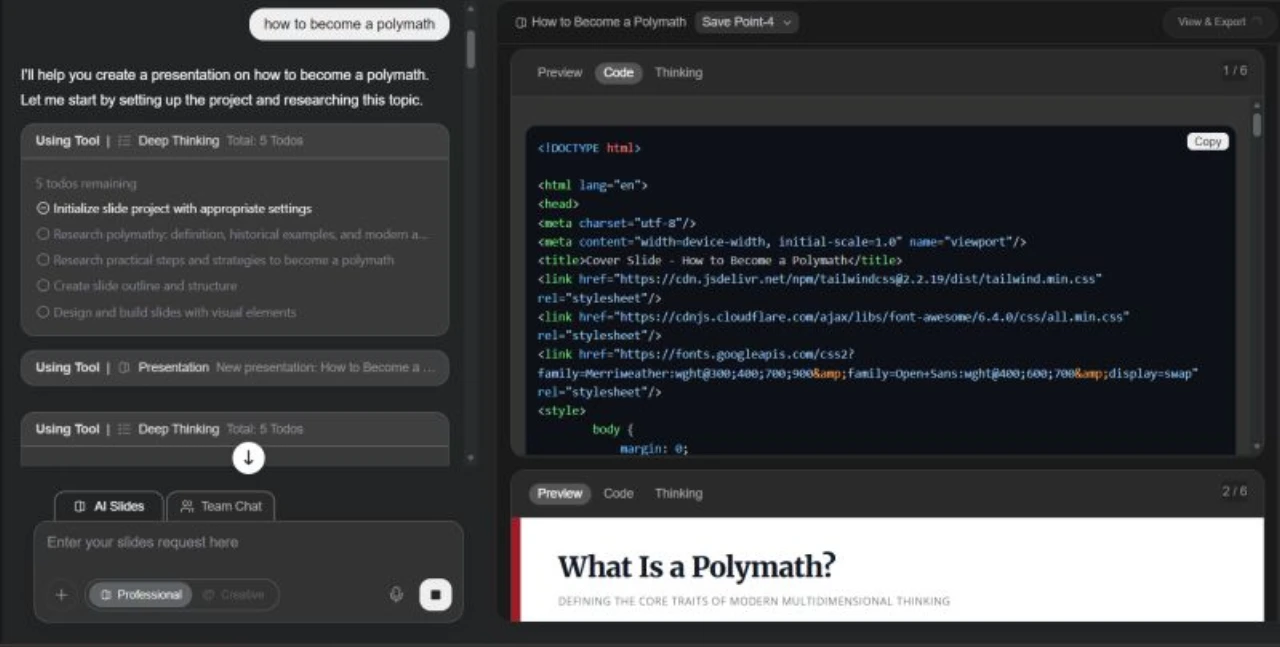 how to become a polymath
I'll help you create a presentation on how to become a polymath.
Let me start by setting up the project and researching this topic.
Using Tool | Deep Thinking Total: 5 Todos
5 todos remaining
Initialize slide project with appropriate settings
Research polymathy: definition, historical examples, and modern a...
Research practical steps and strategies to become a polymath
Create slide outline and structure
Design and build slides with visual elements
Using Tool | Presentation New presentation: How to Become a ...
Using Tool | Deep Thinking Total: 5 Todos
AI Slides Team Chat
Enter your slides request here
Professional Creative
How to Become a Polymath Save Point-4 View & Export
Preview Code Thinking 1 / 6
Copy
<!DOCTYPE html>
<html lang="en">
<head>
<meta charset="utf-8"/>
<meta content="width=device-width, initial-scale=1.0" name="viewport"/>
<title>Cover Slide - How to Become a Polymath</title>
<link href="https://cdn.jsdelivr.net/npm/tailwindcss@2.2.19/dist/tailwind.min.css"
rel="stylesheet"/>
<link href="https://cdnjs.cloudflare.com/ajax/libs/font-awesome/6.4.0/css/all.min.css"
rel="stylesheet"/>
<link href="https://fonts.googleapis.com/css2?
family=Merriweather:wght@300;400;700;900&amp;family=Open+Sans:wght@400;600;700&amp;display=swap"
rel="stylesheet"/>
<style>
body {
margin: 0;
Preview Code Thinking 2 / 6
What Is a Polymath?
DEFINING THE CORE TRAITS OF MODERN MULTIDIMENSIONAL THINKING